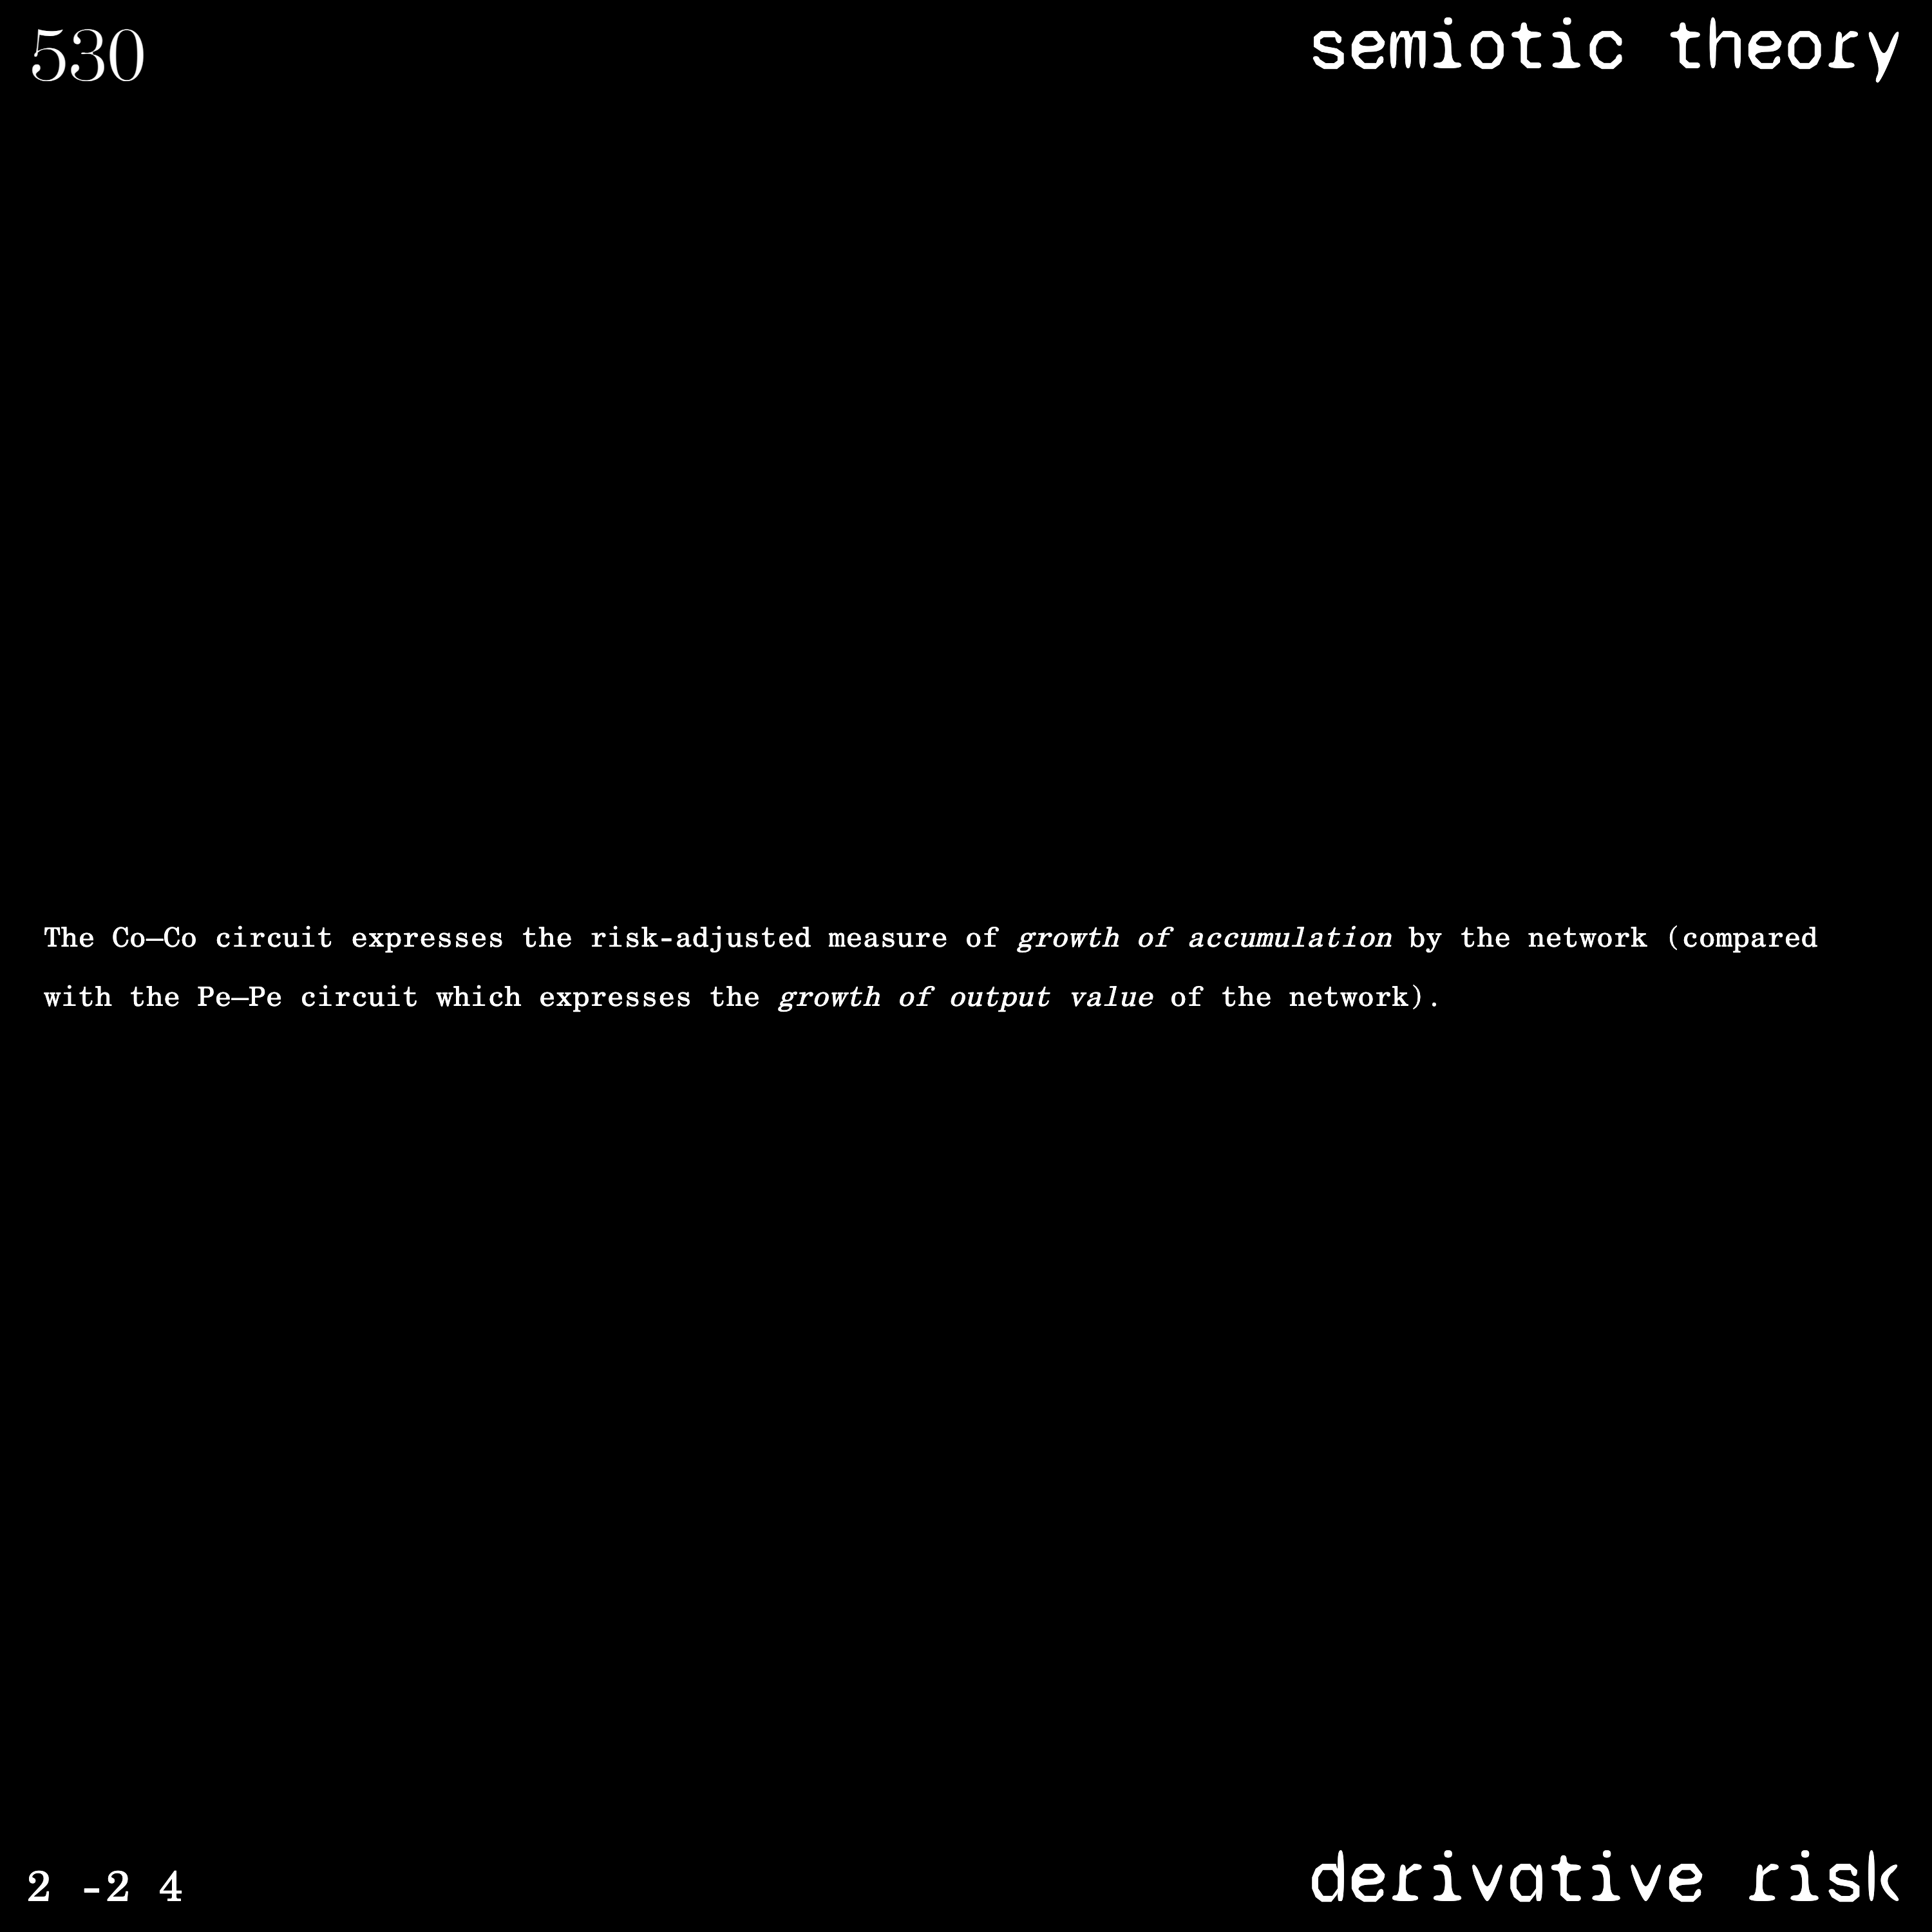 530
semiotic theory
The Co—Co circuit expresses the risk-adjusted measure of growth of accumulation by the network (compared
with the Pe—Pe circuit which expresses the growth of output value of the network).
2 -2 4
derivative risk